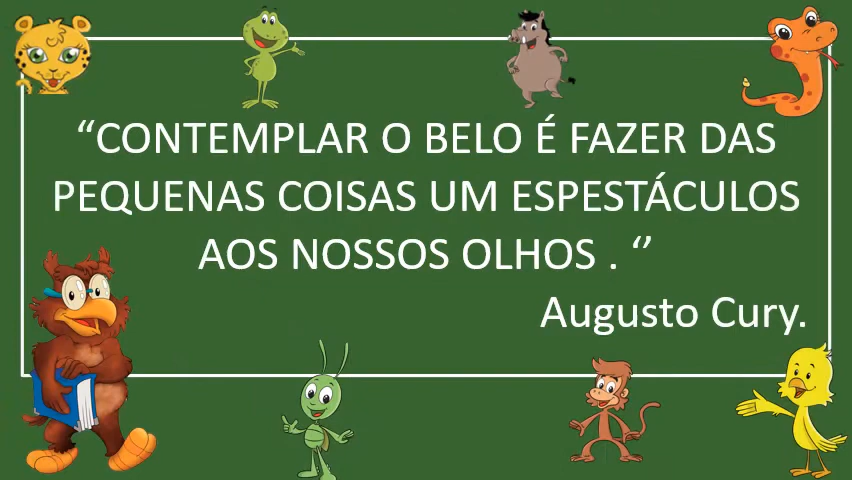 “CONTEMPLAR O BELO É FAZER DAS
PEQUENAS COISAS UM ESPESTÁCULOS
AOS NOSSOS OLHOS . “
Augusto Cury.